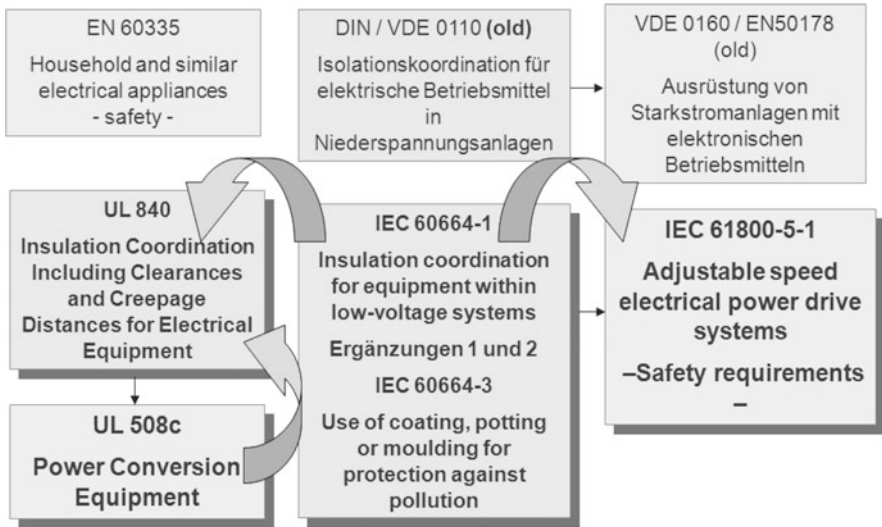 EN 60335
Household and similar
electrical appliances
- safety -
DIN / VDE 0110 (old)
Isolationskoordination für
elektrische Betriebsmittel
in
Niederspannungsanlagen
VDE 0160 / EN50178
(old)
Ausrüstung von
Starkstromanlagen mit
elektronischen
Betriebsmitteln
UL 840
Insulation Coordination
Including Clearances
and Creepage
Distances for Electrical
Equipment
IEC 60664-1
Insulation coordination
for equipment within
low-voltage systems
Ergänzungen 1 und 2
IEC 60664-3
Use of coating, potting
or moulding for
protection against
pollution
IEC 61800-5-1
Adjustable speed
electrical power drive
systems
–Safety requirements
–
UL 508c
Power Conversion
Equipment